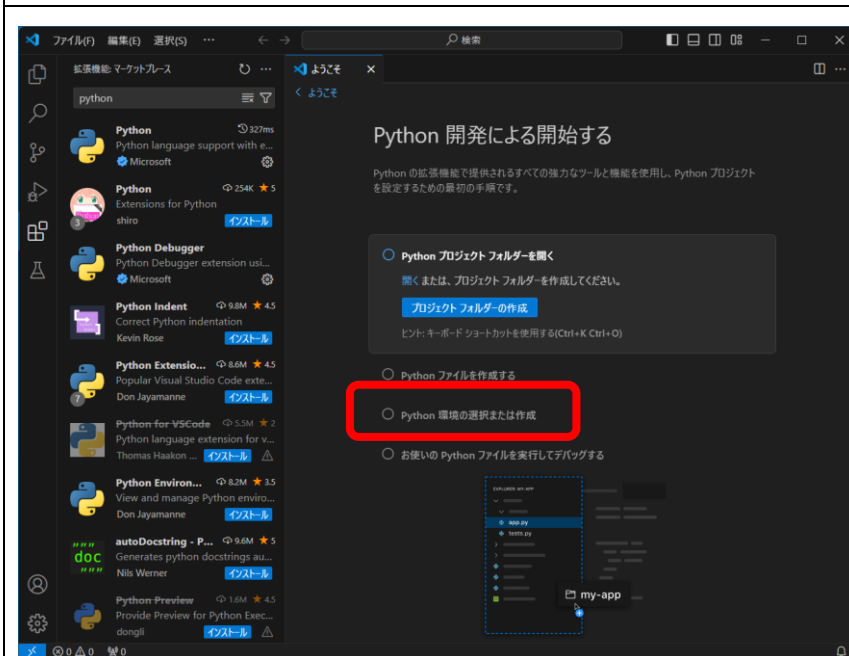 ファイル(F) 編集(E) 選択(S) ··· 検索
拡張機能: マーケットプレース
python
Python 327ms
Python language support with e...
Microsoft
Python 254K ★ 5
Extensions for Python
3
shiro インストール
Python Debugger
Python Debugger extension usi...
Microsoft
Python Indent 9.8M ★ 4.5
Correct Python indentation
Kevin Rose インストール
Python Extensio... 8.6M ★ 4.5
Popular Visual Studio Code exte...
7
Don Jayamanne インストール
Python for VSCode 5.5M ★ 2
Python language extension for v...
Thomas Haakon ... インストール
Python Environ... 8.2M ★ 3.5
View and manage Python enviro...
Don Jayamanne インストール
autoDocstring - P... 9.6M ★ 5
Generates python docstrings au...
""" doc """
Nils Werner インストール
Python Preview 1.6M ★ 4.5
Provide Preview for Python Exec...
dongli インストール
ようこそ
< ようこそ
Python 開発による開始する
Python の拡張機能で提供されるすべての強力なツールと機能を使用し、Python プロジェクト
を設定するための最初の手順です。
Python プロジェクト フォルダーを開く
開く または、プロジェクト フォルダーを作成してください。
プロジェクト フォルダーの作成
ヒント: キーボード ショートカットを使用する(Ctrl+K Ctrl+O)
Python ファイルを作成する
Python 環境の選択または作成
お使いの Python ファイルを実行してデバッグする
EXPLORER: MY-APP
app.py
tests.py
my-app
0 0 0